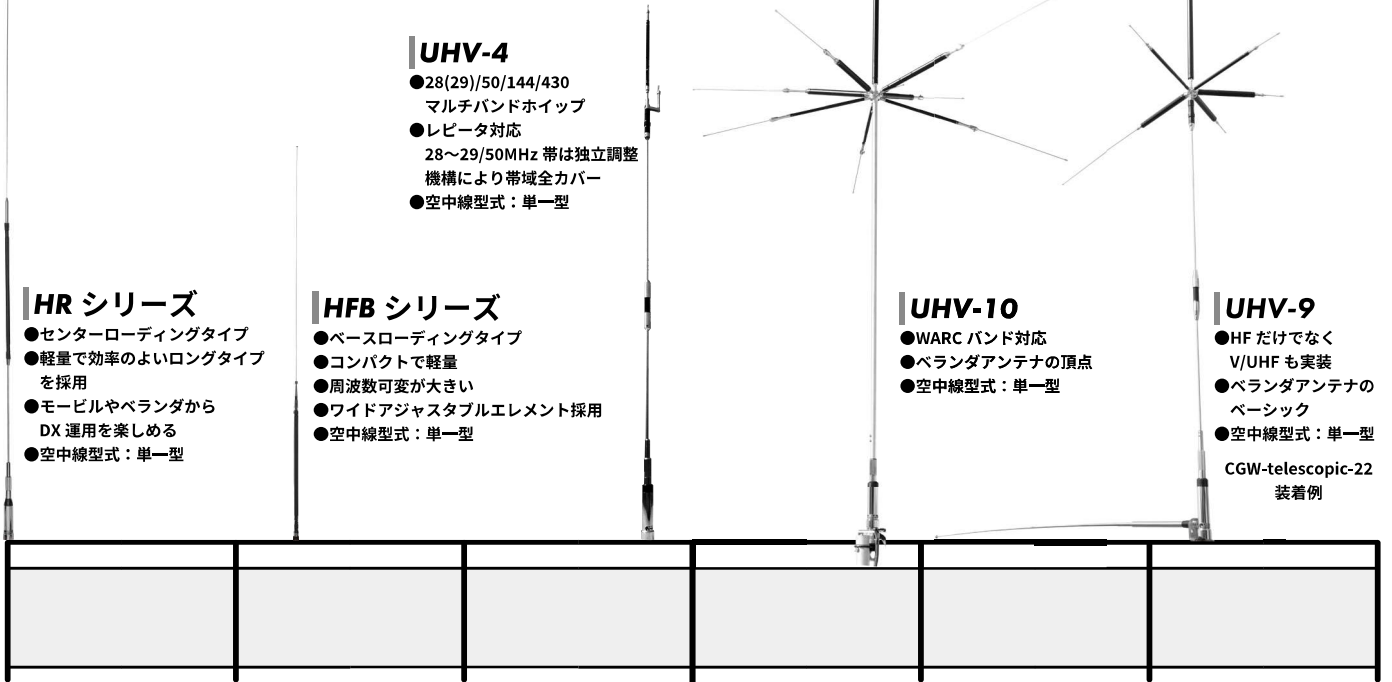 UHV-4
●28(29)/50/144/430
マルチバンドホイップ
●レピータ対応
28～29/50MHz 帯は独立調整
機構により帯域全カバー
●空中線型式：単一型
HR シリーズ
●センターローディングタイプ
●軽量で効率のよいロングタイプ
を採用
●モービルやベランダから
DX 運用を楽しめる
●空中線型式：単一型
HFB シリーズ
●ベースローディングタイプ
●コンパクトで軽量
●周波数可変が大きい
●ワイドアジャスタブルエレメント採用
●空中線型式：単一型
UHV-10
●WARC バンド対応
●ベランダアンテナの頂点
●空中線型式：単一型
UHV-9
●HF だけでなく
V/UHF も実装
●ベランダアンテナの
ベーシック
●空中線型式：単一型
CGW-telescopic-22
装着例